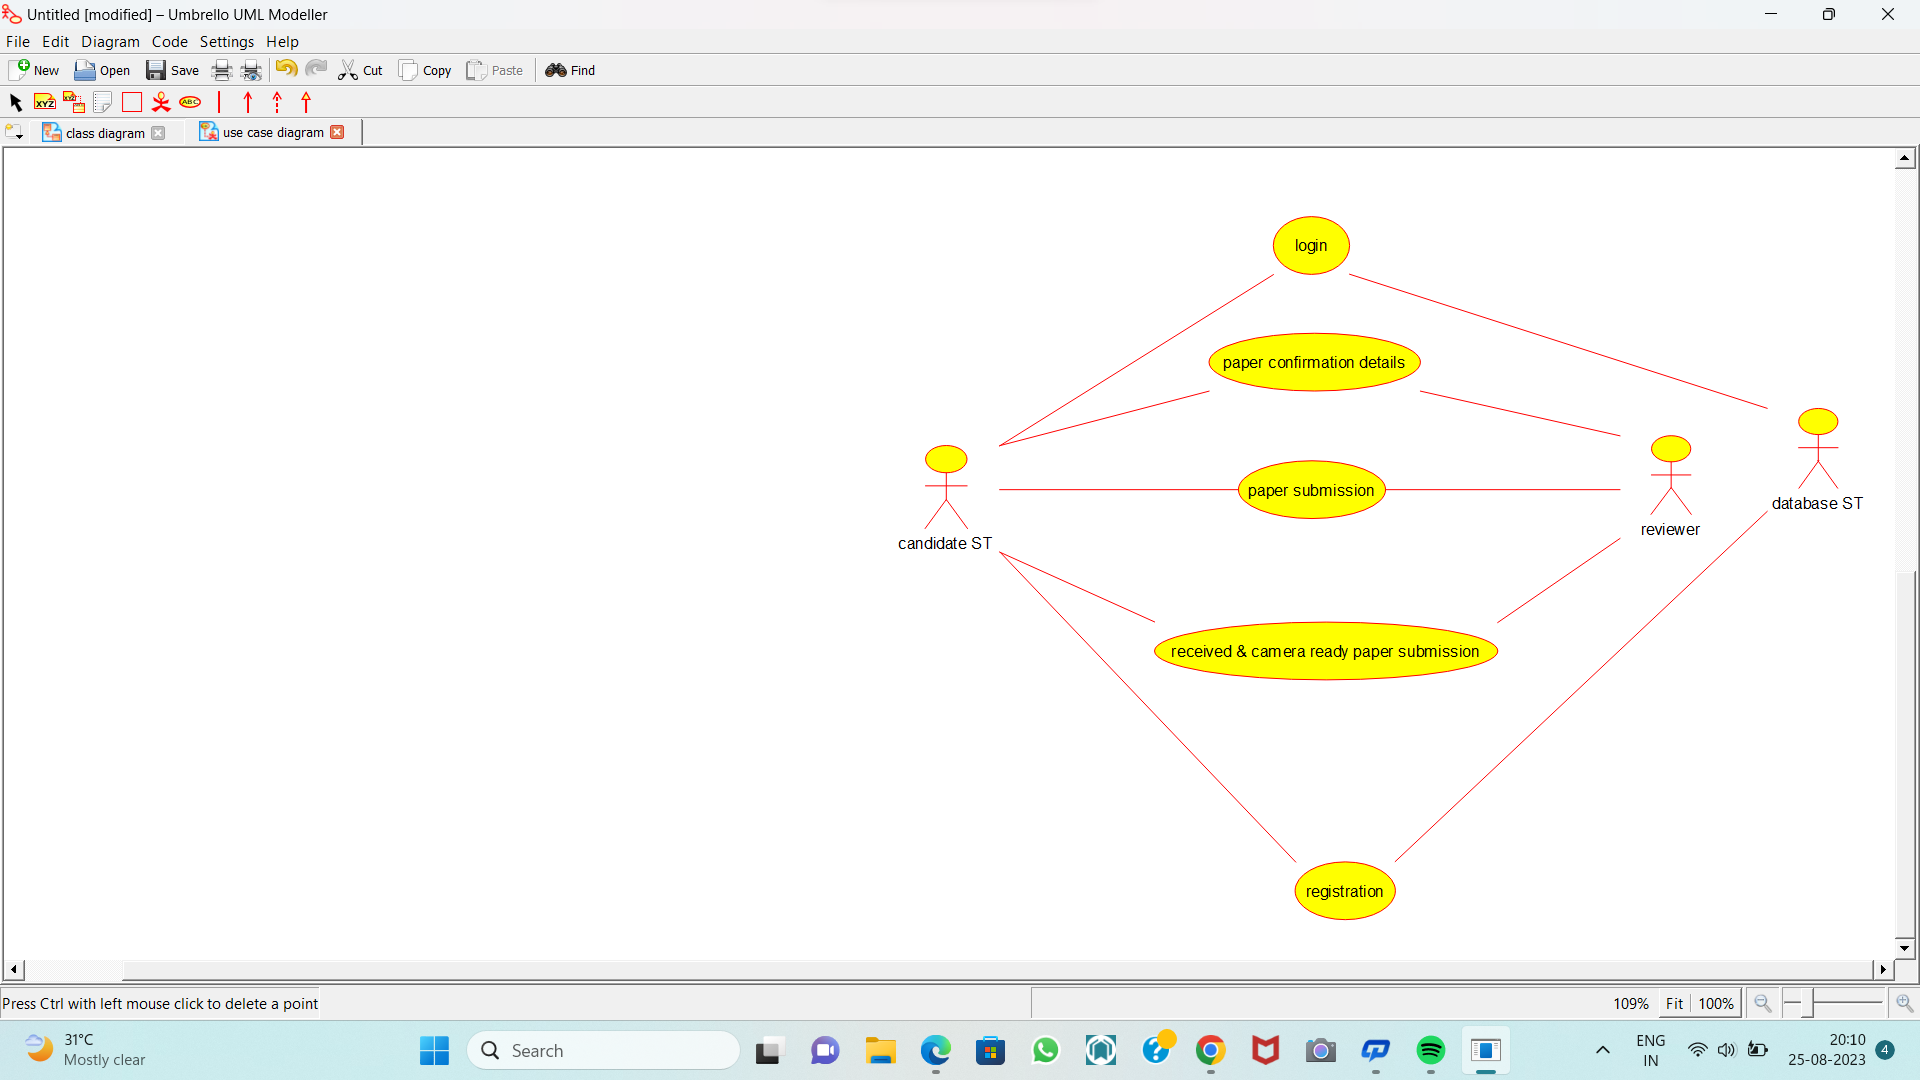 Untitled [modified] – Umbrello UML Modeller
File Edit Diagram Code Settings Help
New Open Save Cut Copy Paste Find
XYZ XYZ ABC
class diagram use case diagram
login
paper confirmation details
paper submission
database ST
reviewer
candidate ST
received & camera ready paper submission
registration
Press Ctrl with left mouse click to delete a point
109% Fit 100%
31°C
Mostly clear
Search
ENG
IN
20:10
25-08-2023
4